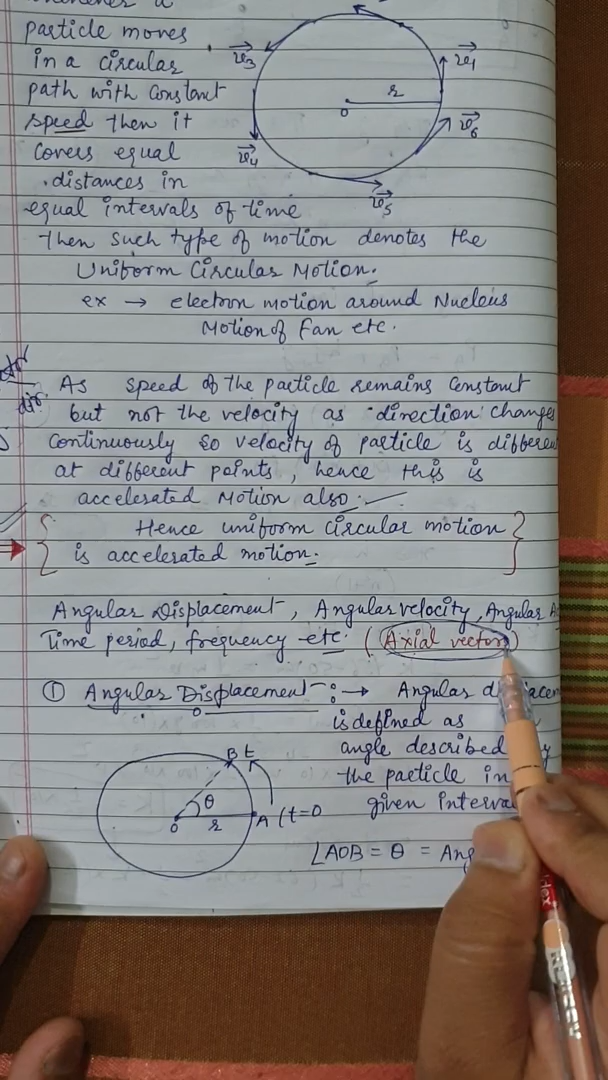 particle moves
in a circular
path with constant
speed then it
covers equal
distances in
equal intervals of time
then such type of motion denotes the
Uniform Circular Motion.
ex → electron motion around Nucleus
Motion of Fan etc.
v3
v1
r
o
v6
v4
v5
As speed of the particle remains constant
but not the velocity as direction changes
continuously so velocity of particle is different
at different points, hence this is
accelerated Motion also.
{ Hence uniform circular motion }
is accelerated motion.
Angular Displacement, Angular velocity, Angular
Time period, frequency etc. (Axial vectors)
① Angular Displacement :→ Angular
is defined as
angle described
the particle in
given
B t
θ
o r A (t=0
∠AOB = θ =